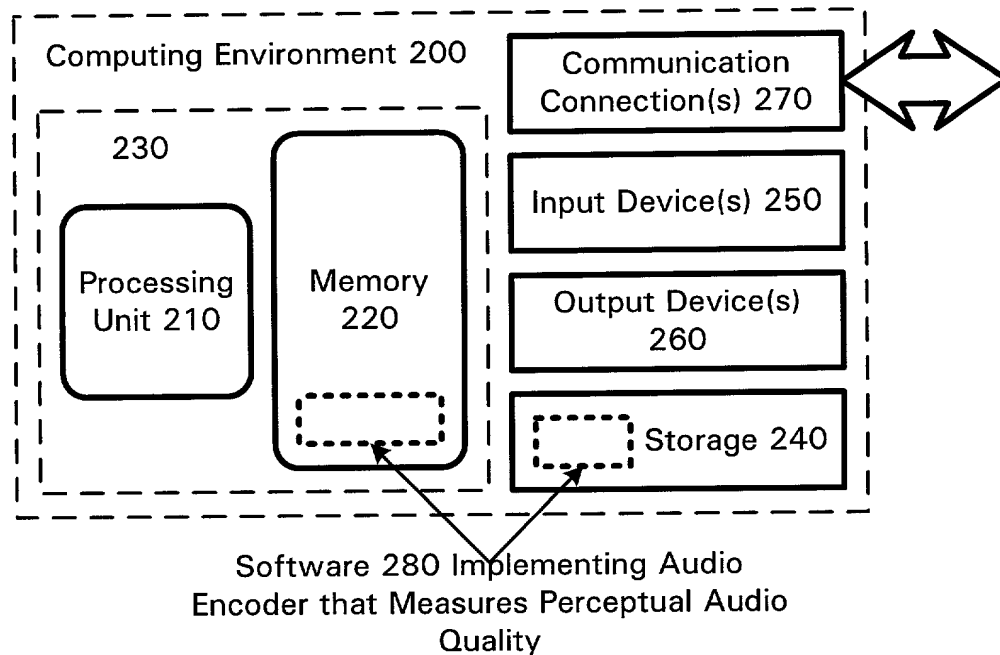 Computing Environment 200
230
Processing
Unit 210
Memory
220
Communication
Connection(s) 270
Input Device(s) 250
Output Device(s)
260
Storage 240
Software 280 Implementing Audio
Encoder that Measures Perceptual Audio
Quality